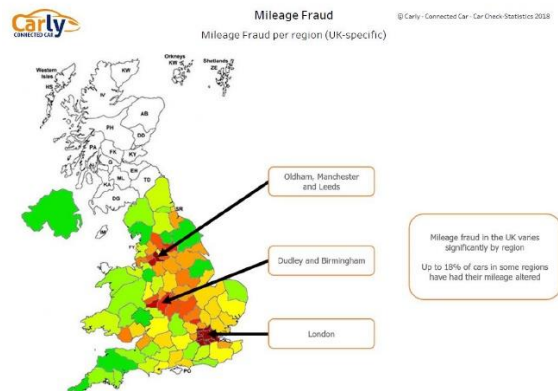 Carly
CONNECTED CAR
Mileage Fraud
Mileage Fraud per region (UK-specific)
© Carly - Connected Car - Car Check-Statistics 2018
Orkneys
KW
Shetlands
ZE
Western
Isles
HS
KW
IV
AB
PH
DD
PA
FK
KY
G
EH
KA
ML
TD
DG
IM
PO
Oldham, Manchester
and Leeds
Dudley and Birmingham
London
Mileage fraud in the UK varies
significantly by region
Up to 18% of cars in some regions
have had their mileage altered